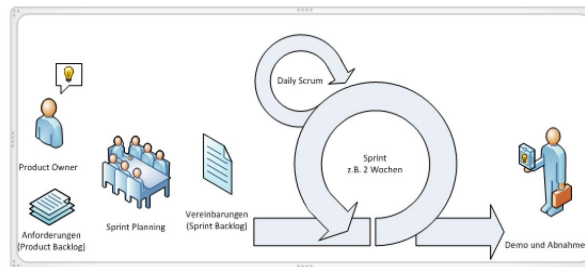 Daily Scrum
Sprint
z.B. 2 Wochen
Product Owner
Sprint Planning
Vereinbarungen
(Sprint Backlog)
Anforderungen
(Product Backlog)
Demo und Abnahme